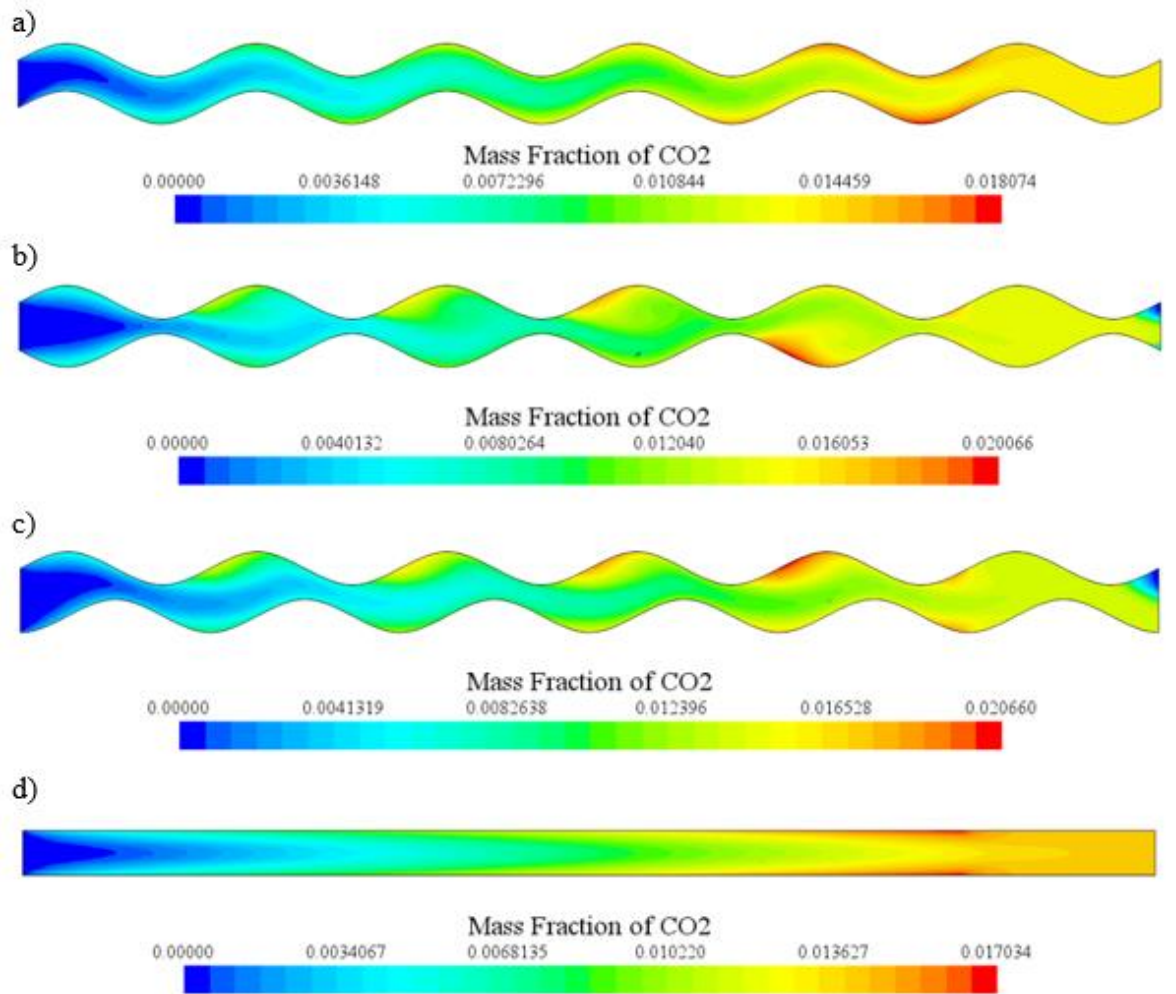 a)
Mass Fraction of CO2
0.00000 0.0036148 0.0072296 0.010844 0.014459 0.018074
b)
Mass Fraction of CO2
0.00000 0.0040132 0.0080264 0.012040 0.016053 0.020066
c)
Mass Fraction of CO2
0.00000 0.0041319 0.0082638 0.012396 0.016528 0.020660
d)
Mass Fraction of CO2
0.00000 0.0034067 0.0068135 0.010220 0.013627 0.017034